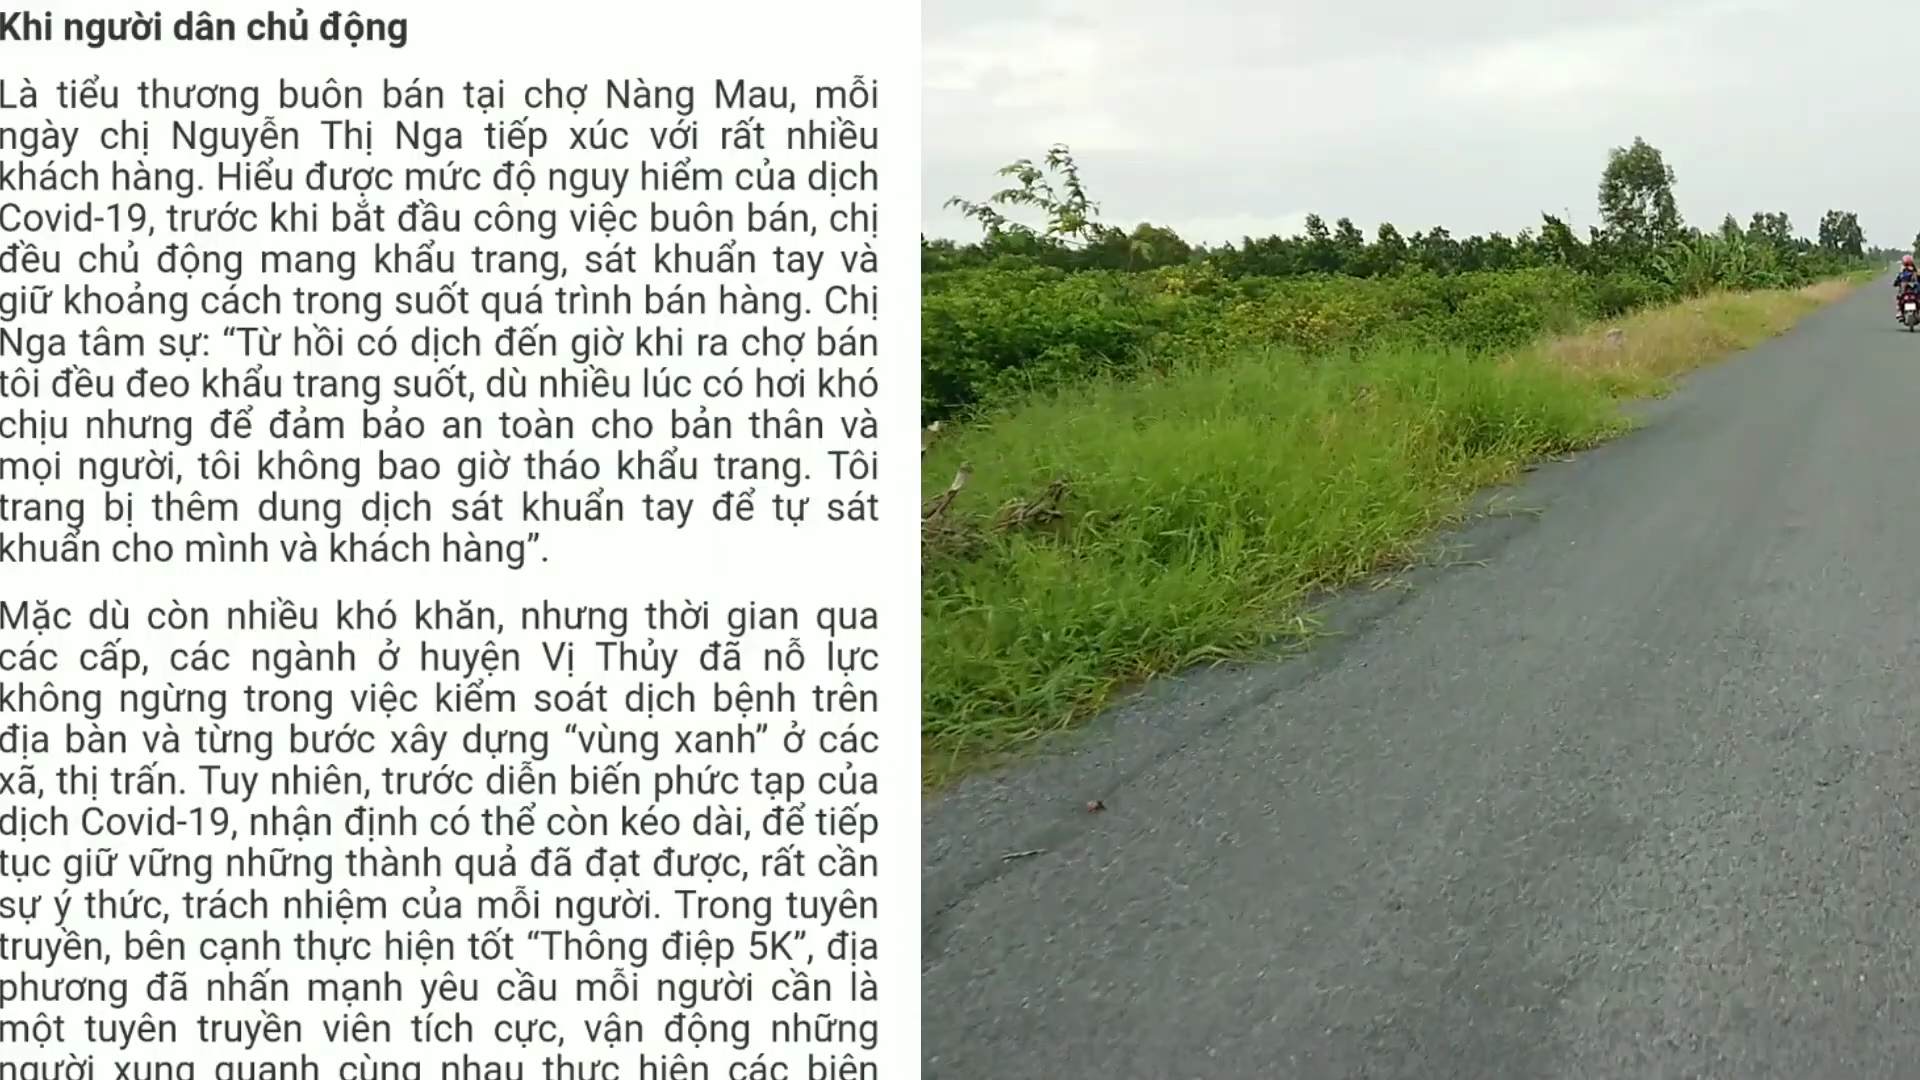 Khi người dân chủ động
Là tiểu thương buôn bán tại chợ Nàng Mau, mỗi
ngày chị Nguyễn Thị Nga tiếp xúc với rất nhiều
khách hàng. Hiểu được mức độ nguy hiểm của dịch
Covid-19, trước khi bắt đầu công việc buôn bán, chị
đều chủ động mang khẩu trang, sát khuẩn tay và
giữ khoảng cách trong suốt quá trình bán hàng. Chị
Nga tâm sự: “Từ hồi có dịch đến giờ khi ra chợ bán
tôi đều đeo khẩu trang suốt, dù nhiều lúc có hơi khó
chịu nhưng để đảm bảo an toàn cho bản thân và
mọi người, tôi không bao giờ tháo khẩu trang. Tôi
trang bị thêm dung dịch sát khuẩn tay để tự sát
khuẩn cho mình và khách hàng”.
Mặc dù còn nhiều khó khăn, nhưng thời gian qua
các cấp, các ngành ở huyện Vị Thủy đã nỗ lực
không ngừng trong việc kiểm soát dịch bệnh trên
địa bàn và từng bước xây dựng “vùng xanh” ở các
xã, thị trấn. Tuy nhiên, trước diễn biến phức tạp của
dịch Covid-19, nhận định có thể còn kéo dài, để tiếp
tục giữ vững những thành quả đã đạt được, rất cần
sự ý thức, trách nhiệm của mỗi người. Trong tuyên
truyền, bên cạnh thực hiện tốt “Thông điệp 5K”, địa
phương đã nhấn mạnh yêu cầu mỗi người cần là
một tuyên truyền viên tích cực, vận động những
người xung quanh cùng nhau thực hiện các biện